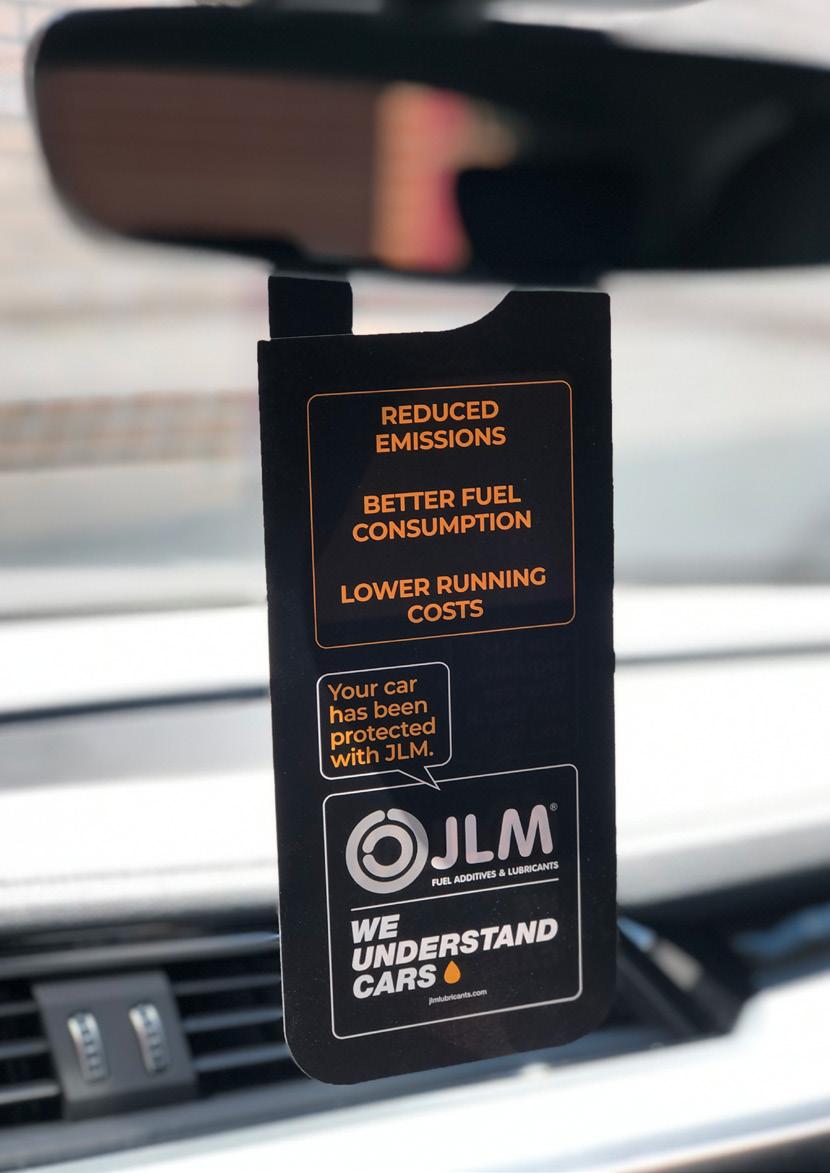 REDUCED
EMISSIONS
BETTER FUEL
CONSUMPTION
LOWER RUNNING
COSTS
Your car
has been
protected
with JLM.
JLM®
FUEL ADDITIVES & LUBRICANTS
WE
UNDERSTAND
CARS
jlmlubricants.com